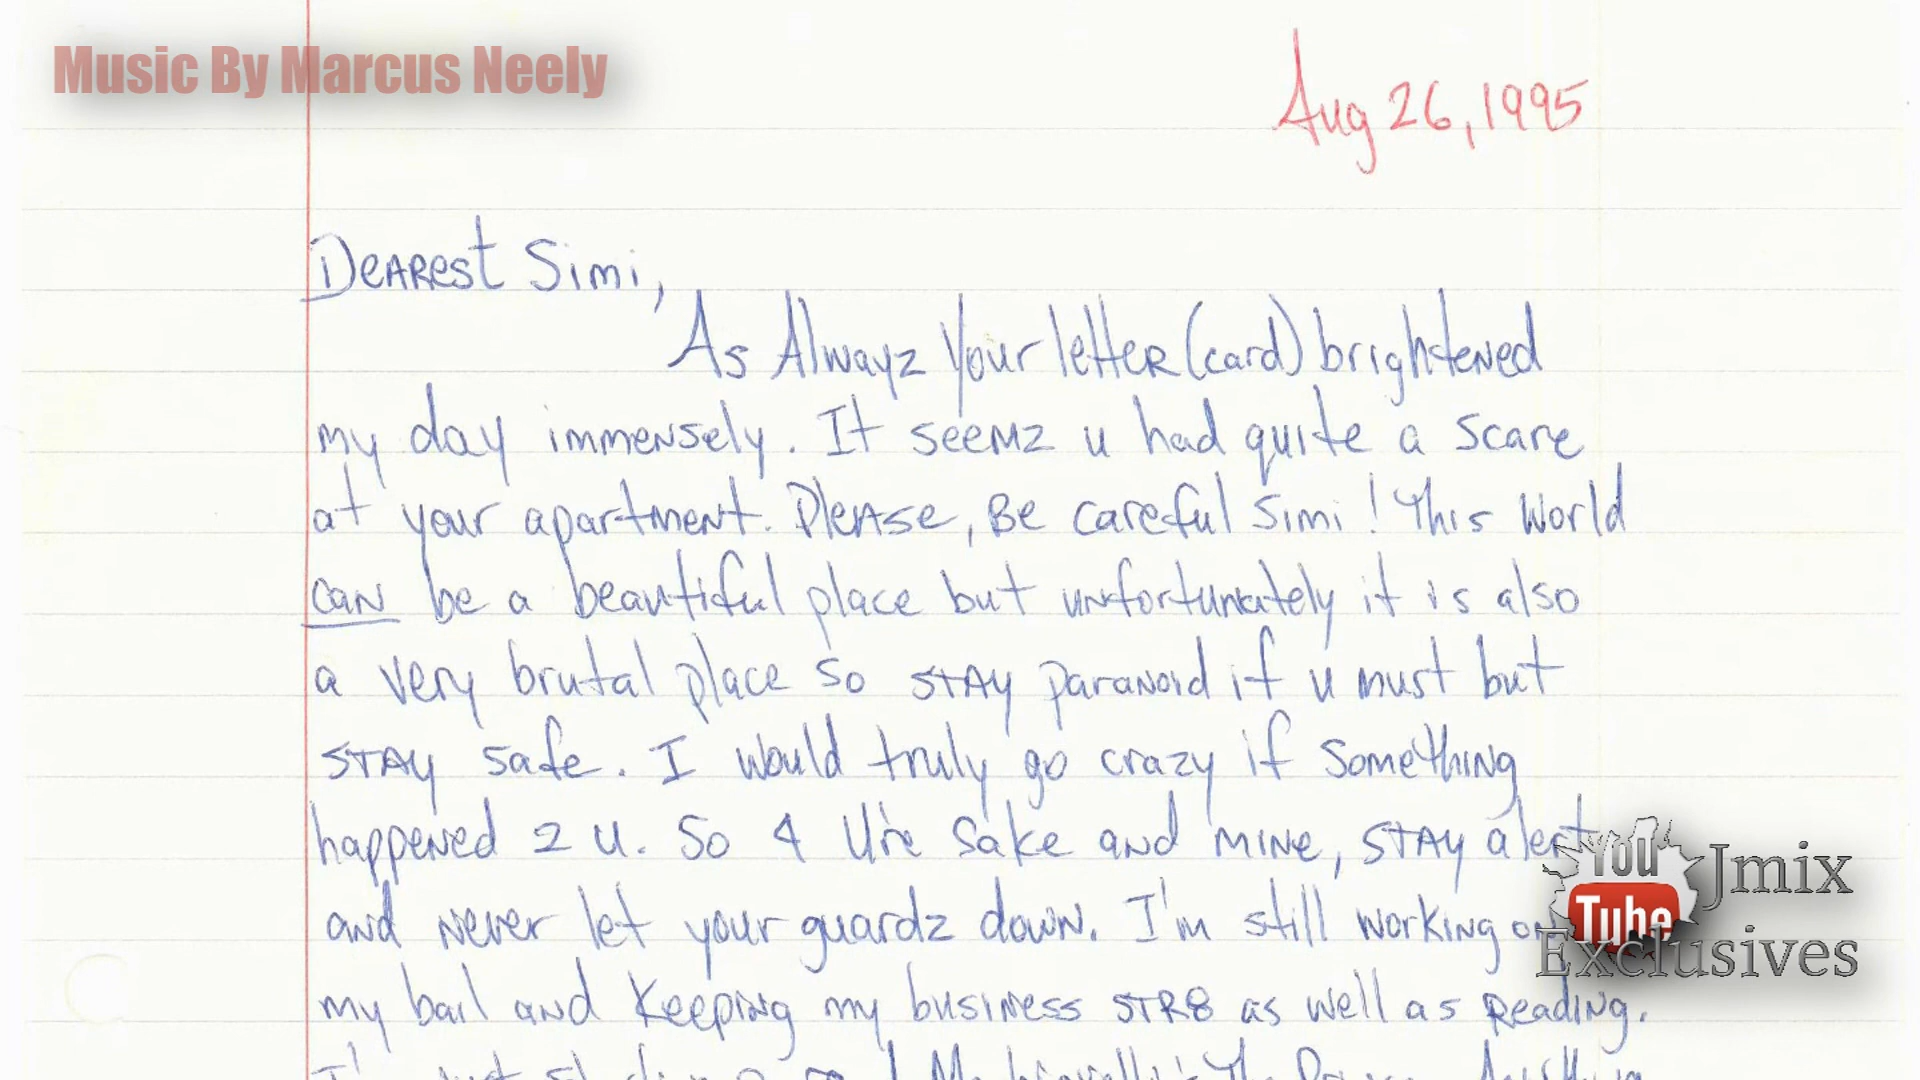 Music By Marcus Neely
Aug 26, 1995
Dearest Simi,
As Alwayz your letter (card) brightened
my day immensely. It seemz u had quite a scare
at your apartment. Please, Be careful Simi! This world
can be a beautiful place but unfortunately it is also
a very brutal place so stay paranoid if u must but
stay safe. I would truly go crazy if something
happened 2 u. So 4 Ure sake and mine, stay alert
and never let your guardz down. I'm still working on
my bail and keeping my business STR8 as well as Reading.
You
Tube
Jmix
Exclusives